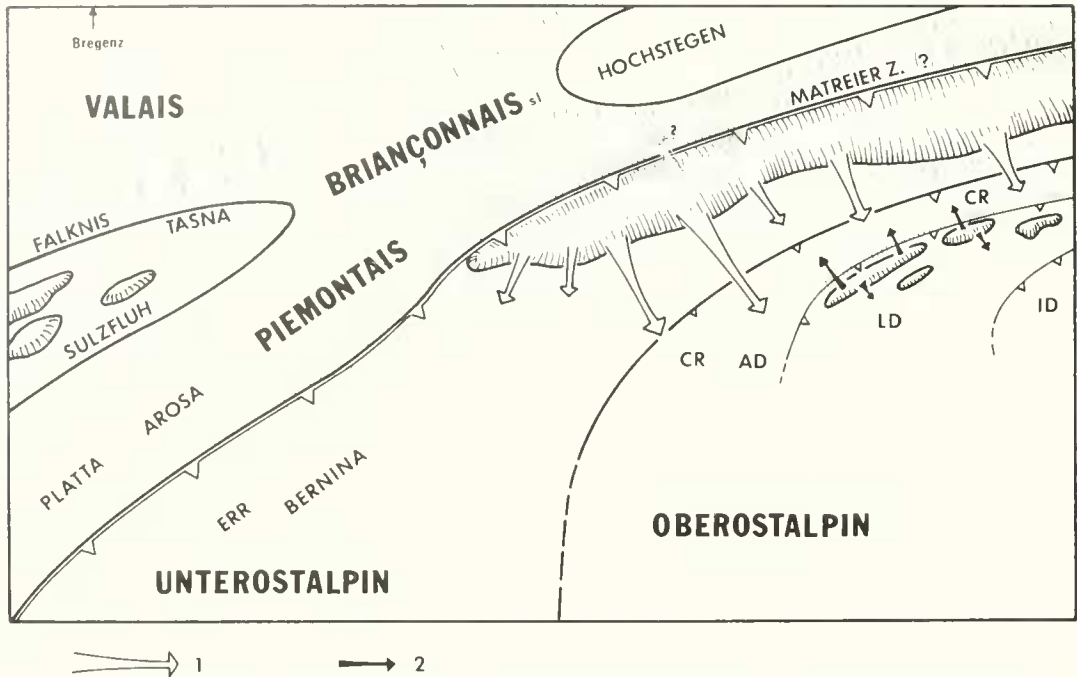 Bregenz
VALAIS
HOCHSTEGEN
MATREIER Z. (?)
BRIANÇONNAIS sl
?
FALKNIS TASNA
SULZFLUH
PIEMONTAIS
CR
LD
ID
CR AD
AROSA
PLATTA
ERR BERNINA
OBEROSTALPIN
UNTEROSTALPIN
1
2